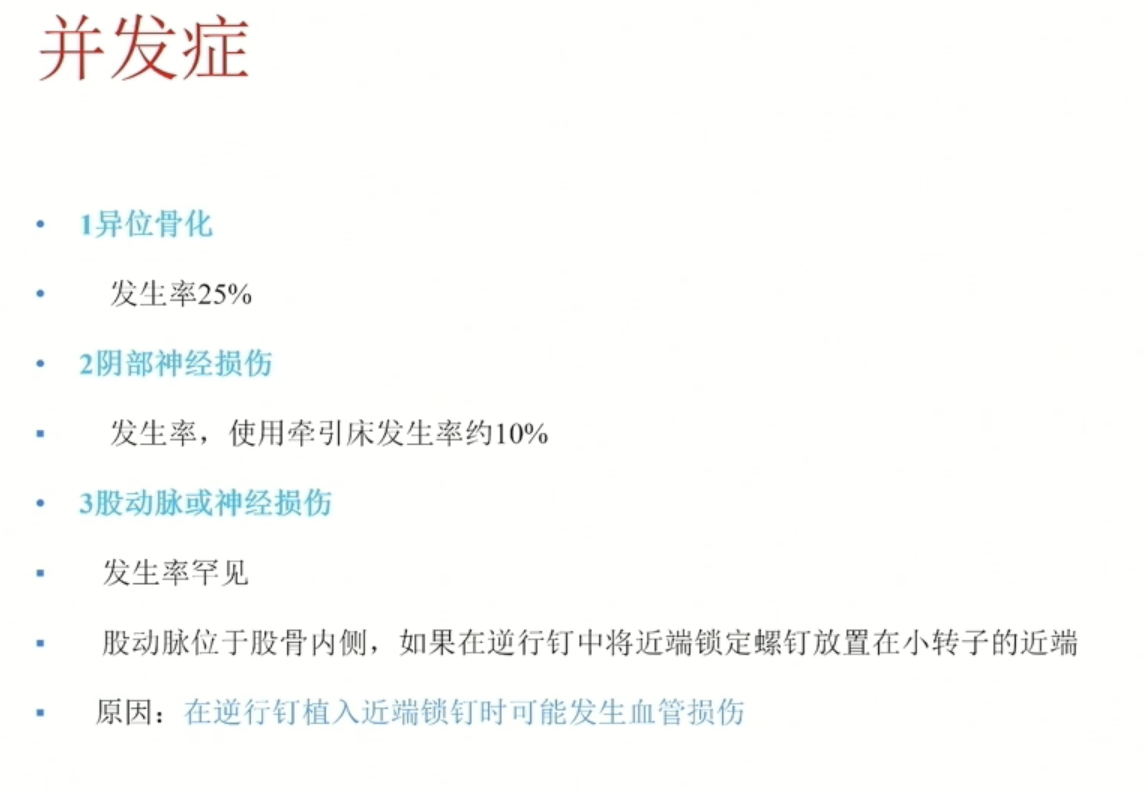 并发症
• 1异位骨化
• 发生率25%
• 2阴部神经损伤
▪ 发生率，使用牵引床发生率约10%
• 3股动脉或神经损伤
▪ 发生率罕见
▪ 股动脉位于股骨内侧，如果在逆行钉中将近端锁定螺钉放置在小转子的近端
▪ 原因：在逆行钉植入近端锁钉时可能发生血管损伤